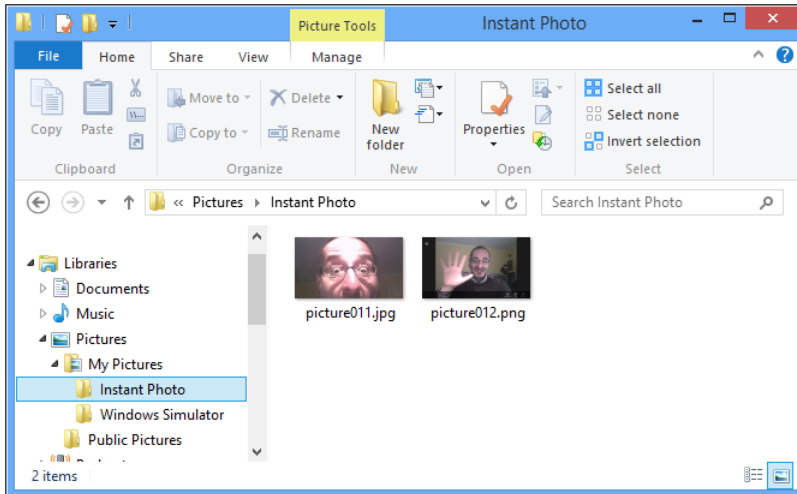 Picture Tools
Instant Photo
File
Home
Share
View
Manage
Copy
Paste
Move to
Copy to
Delete
Rename
New folder
Properties
Select all
Select none
Invert selection
Clipboard
Organize
New
Open
Select
« Pictures Instant Photo
Search Instant Photo
Libraries
Documents
Music
Pictures
My Pictures
Instant Photo
Windows Simulator
Public Pictures
picture011.jpg
picture012.png
2 items